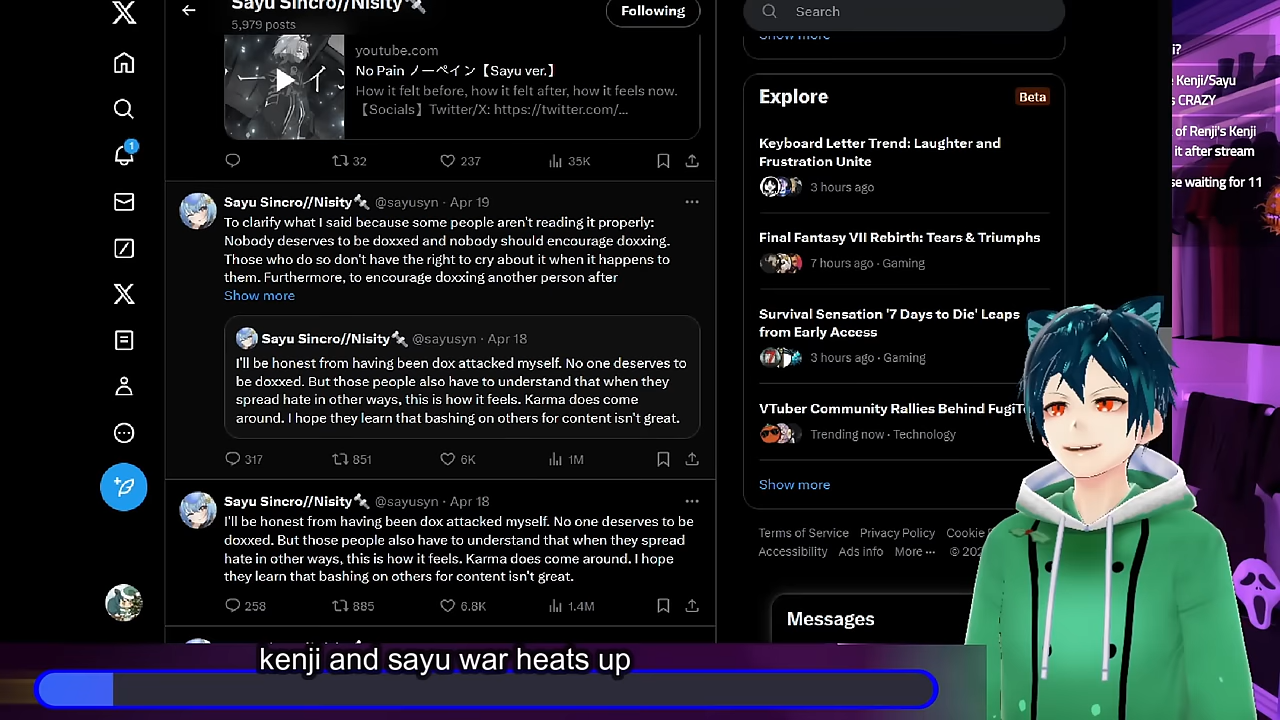 Sayu Sincro//Nisity
5,979 posts
Following
Search
Show more
youtube.com
No Pain ノーペイン【Sayu ver.】
How it felt before, how it felt after, how it feels now.
【Socials】Twitter/X: https://twitter.com/...
32
237
35K
Sayu Sincro//Nisity @sayusyn · Apr 19
To clarify what I said because some people aren't reading it properly:
Nobody deserves to be doxxed and nobody should encourage doxxing.
Those who do so don't have the right to cry about it when it happens to
them. Furthermore, to encourage doxxing another person after
Show more
Sayu Sincro//Nisity @sayusyn · Apr 18
I'll be honest from having been dox attacked myself. No one deserves to
be doxxed. But those people also have to understand that when they
spread hate in other ways, this is how it feels. Karma does come
around. I hope they learn that bashing on others for content isn't great.
317
851
6K
1M
Sayu Sincro//Nisity @sayusyn · Apr 18
I'll be honest from having been dox attacked myself. No one deserves to be
doxxed. But those people also have to understand that when they spread
hate in other ways, this is how it feels. Karma does come around. I hope
they learn that bashing on others for content isn't great.
258
885
6.8K
1.4M
1
Explore
Beta
Keyboard Letter Trend: Laughter and
Frustration Unite
3 hours ago
Final Fantasy VII Rebirth: Tears & Triumphs
7 hours ago · Gaming
Survival Sensation '7 Days to Die' Leaps
from Early Access
3 hours ago · Gaming
VTuber Community Rallies Behind
Trending now · Technology
Show more
Terms of Service Privacy Policy Cookie
Accessibility Ads info More ··· ©
Messages
Kenji/Sayu
CRAZY
of Renji's Kenji
it after stream
waiting for 11
kenji and sayu war heats up